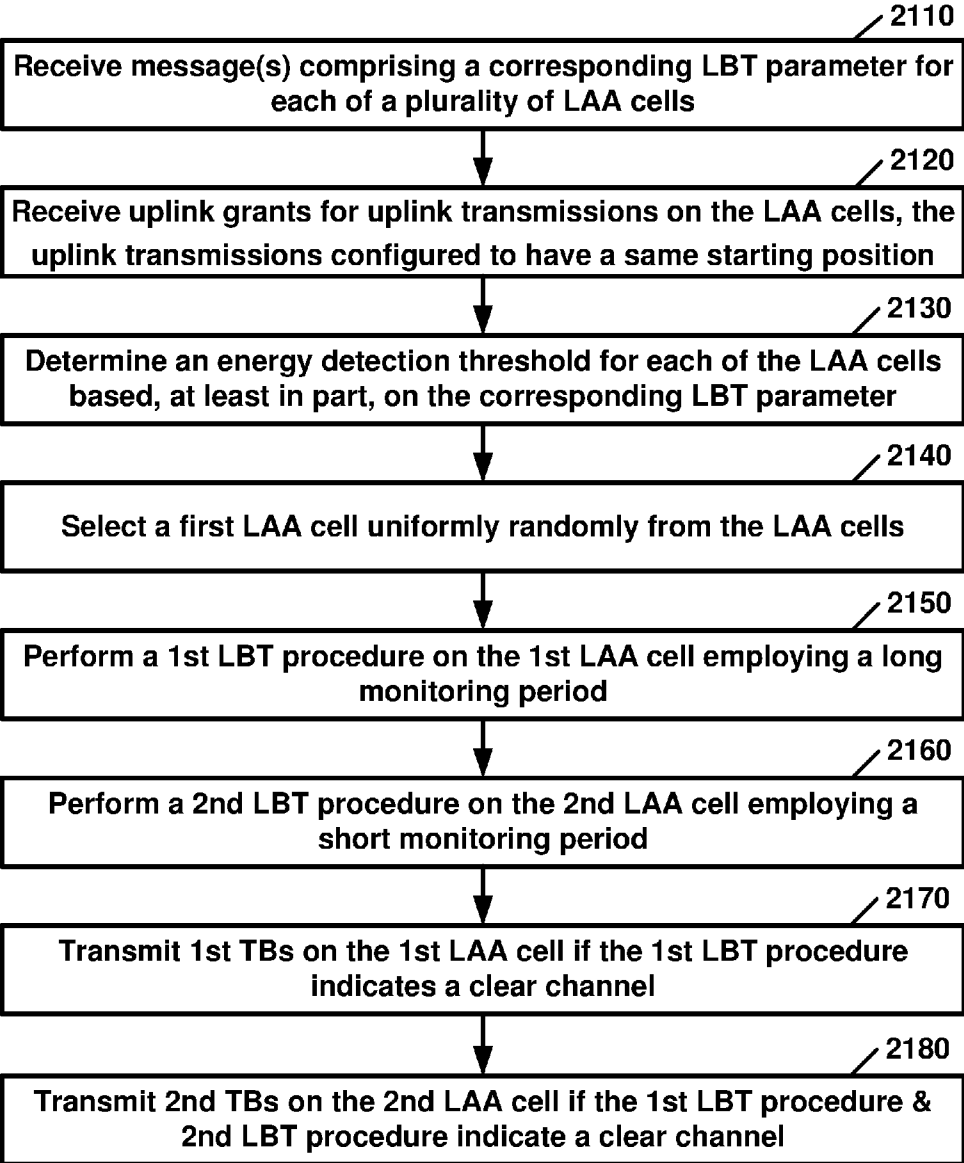 2110
Receive message(s) comprising a corresponding LBT parameter for
each of a plurality of LAA cells
2120
Receive uplink grants for uplink transmissions on the LAA cells, the
uplink transmissions configured to have a same starting position
2130
Determine an energy detection threshold for each of the LAA cells
based, at least in part, on the corresponding LBT parameter
2140
Select a first LAA cell uniformly randomly from the LAA cells
2150
Perform a 1st LBT procedure on the 1st LAA cell employing a long
monitoring period
2160
Perform a 2nd LBT procedure on the 2nd LAA cell employing a
short monitoring period
2170
Transmit 1st TBs on the 1st LAA cell if the 1st LBT procedure
indicates a clear channel
2180
Transmit 2nd TBs on the 2nd LAA cell if the 1st LBT procedure &
2nd LBT procedure indicate a clear channel